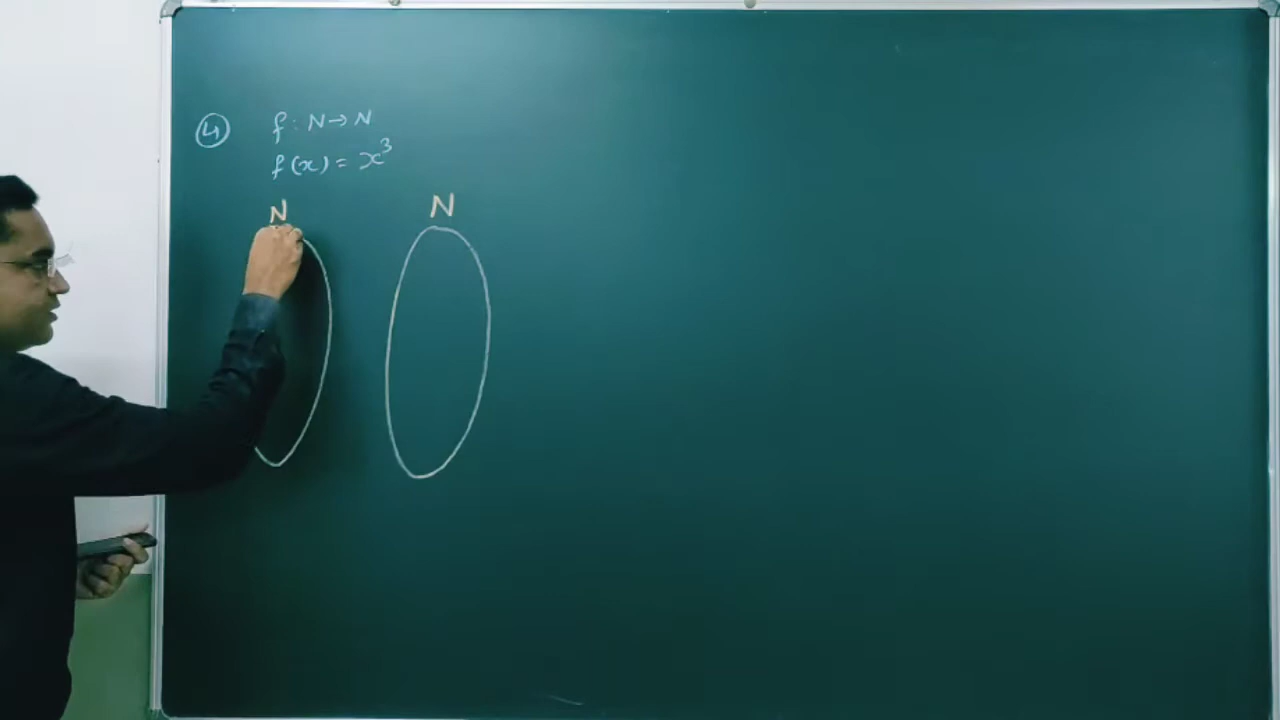 ④ f : N → N
f(x) = x³
N N